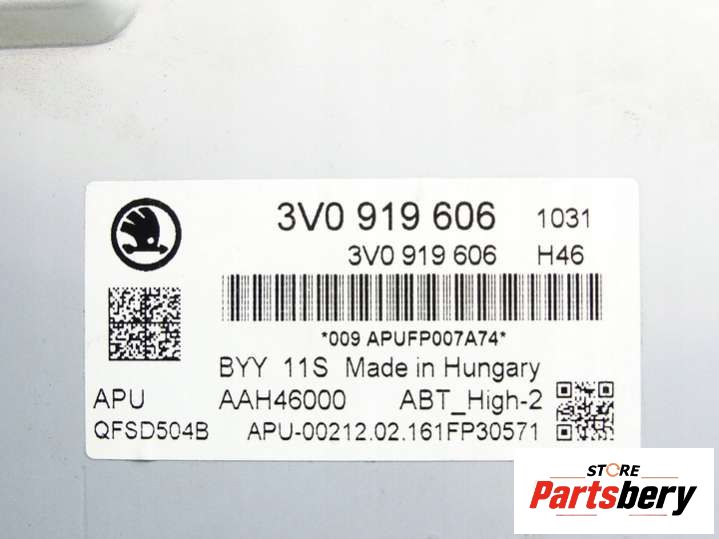 3V0 919 606 1031
3V0 919 606 H46
*009 APUFP007A74*
BYY 11S Made in Hungary
APU AAH46000 ABT_High-2
QFSD504B APU-00212.02.161FP30571
STORE
Partsbery